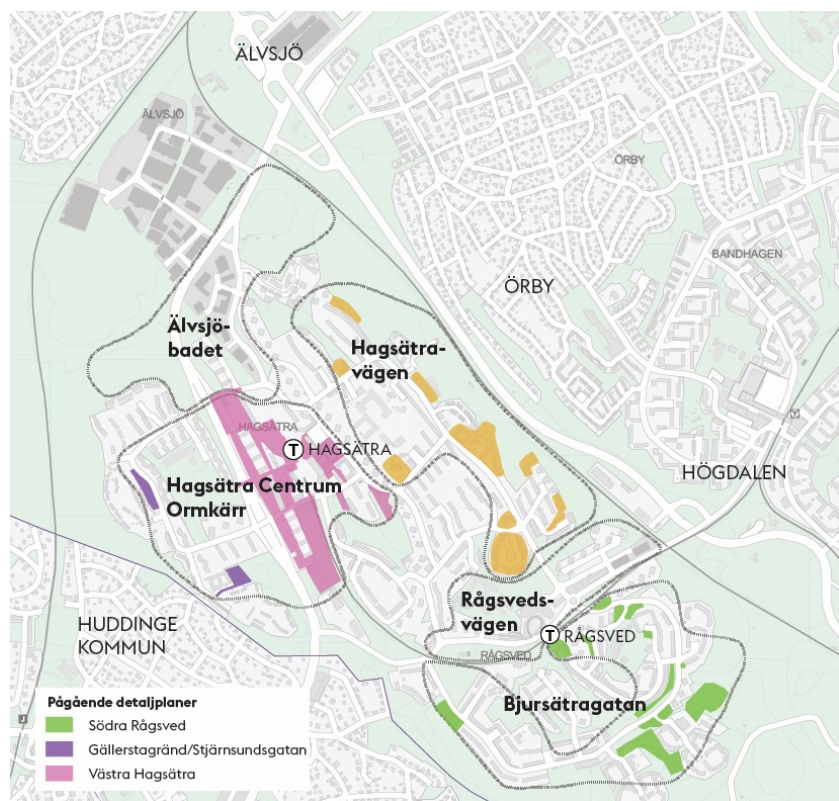 ÄLVSJÖ
ÄLVSJÖ
ÖRBY
BANDHAGEN
ÖRBY
Älvsjö-
badet
Hagsätra-
vägen
HAGSÄTRA
T HAGSÄTRA
HÖGDALEN
Hagsätra Centrum
Ormkärr
Rågsveds-
vägen
HUDDINGE
KOMMUN
T RÅGSVED
RÅGSVED
Bjursätragatan
Pågående detaljplaner
Södra Rågsved
Gällerstagränd/Stjärnsundsgatan
Västra Hagsätra